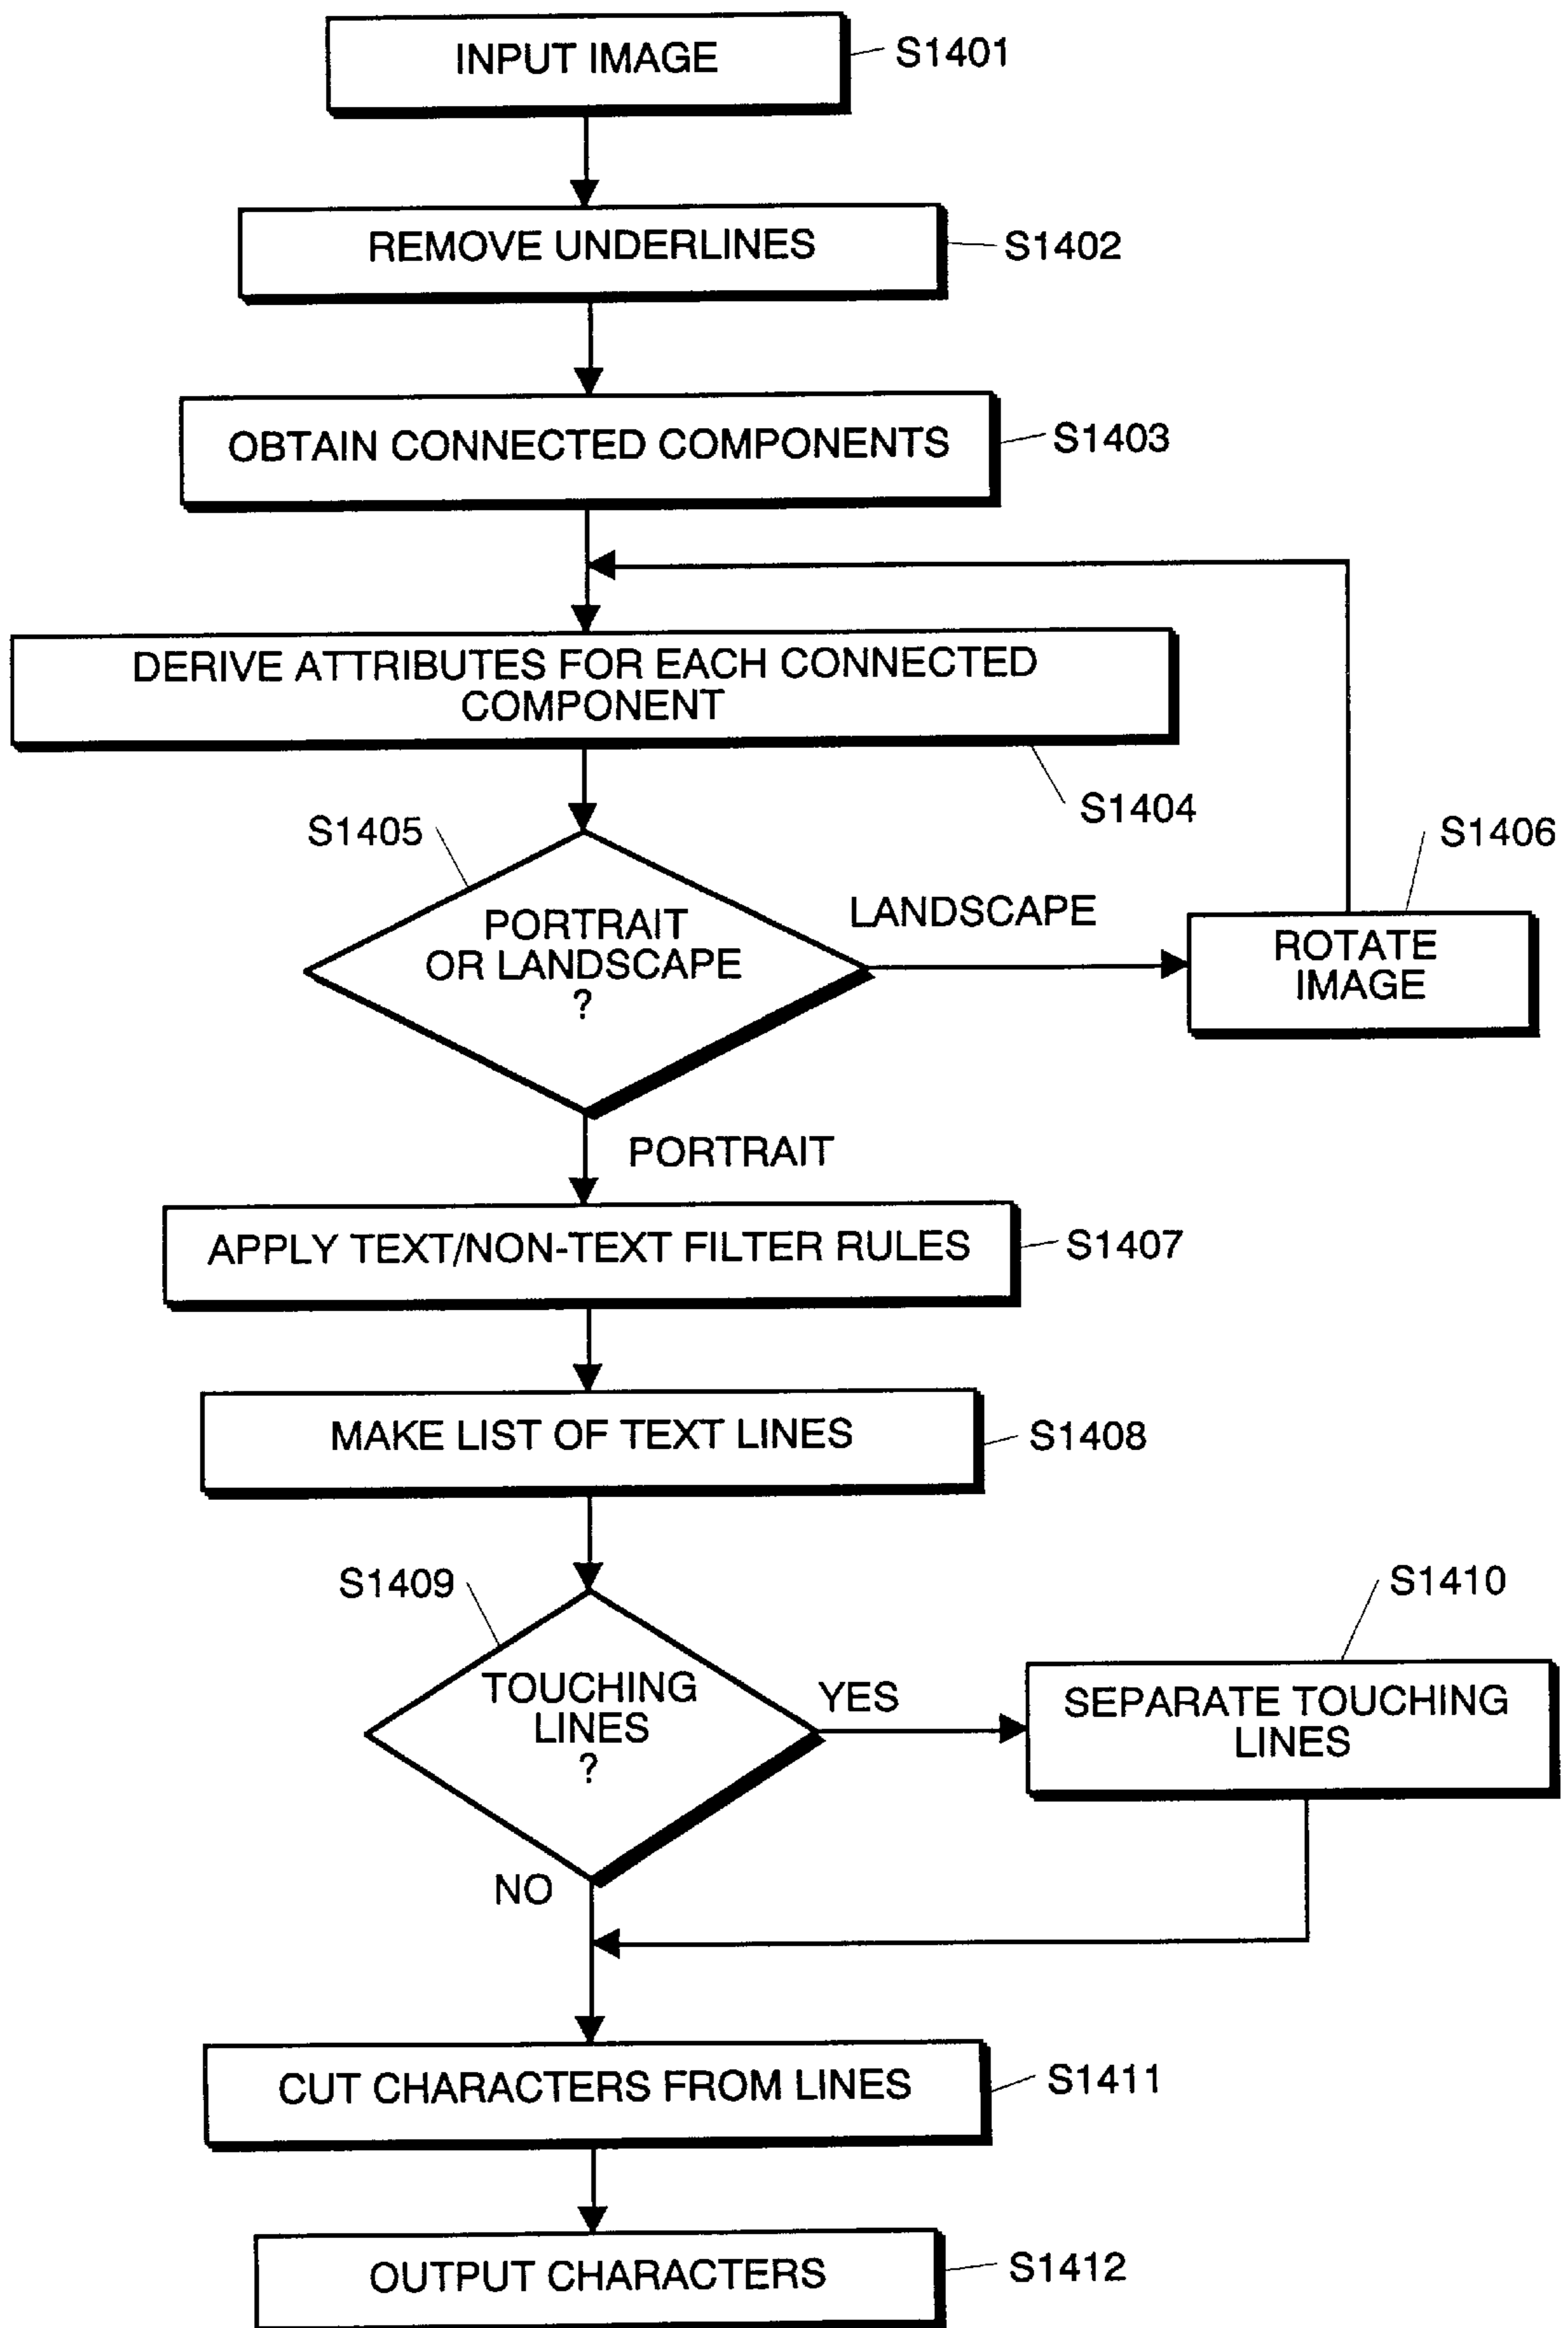 INPUT IMAGE
S1401
REMOVE UNDERLINES
S1402
OBTAIN CONNECTED COMPONENTS
S1403
DERIVE ATTRIBUTES FOR EACH CONNECTED
COMPONENT
S1404
S1405
PORTRAIT
OR LANDSCAPE
?
LANDSCAPE
S1406
ROTATE
IMAGE
PORTRAIT
APPLY TEXT/NON-TEXT FILTER RULES
S1407
MAKE LIST OF TEXT LINES
S1408
S1409
TOUCHING
LINES
?
YES
S1410
SEPARATE TOUCHING
LINES
NO
CUT CHARACTERS FROM LINES
S1411
OUTPUT CHARACTERS
S1412